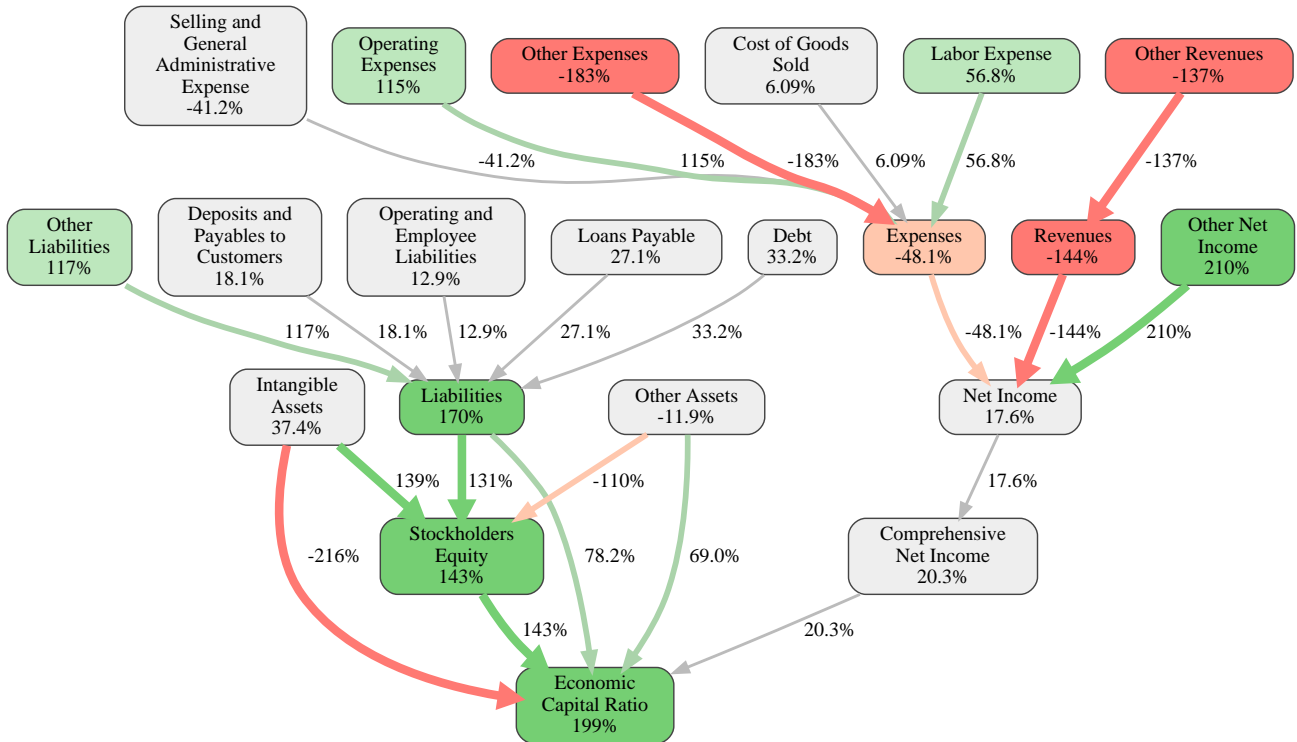 Selling and
General
Administrative
Expense
-41.2%
Operating
Expenses
115%
Other Expenses
-183%
Cost of Goods
Sold
6.09%
Labor Expense
56.8%
Other Revenues
-137%
-41.2%
115%
-183%
6.09%
56.8%
-137%
Other
Liabilities
117%
Deposits and
Payables to
Customers
18.1%
Operating and
Employee
Liabilities
12.9%
Loans Payable
27.1%
Debt
33.2%
Expenses
-48.1%
Revenues
-144%
Other Net
Income
210%
117%
18.1%
12.9%
27.1%
33.2%
-48.1%
-144%
210%
Intangible
Assets
37.4%
Liabilities
170%
Other Assets
-11.9%
Net Income
17.6%
139%
131%
-110%
17.6%
Stockholders
Equity
143%
Comprehensive
Net Income
20.3%
-216%
78.2%
69.0%
143%
20.3%
Economic
Capital Ratio
199%